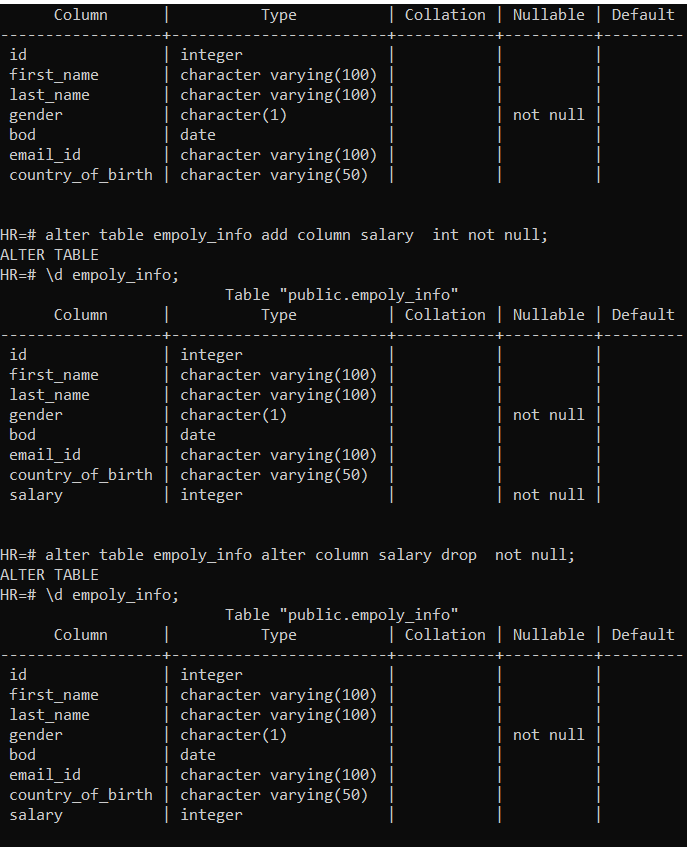 Column       |          Type          | Collation | Nullable | Default
------------------+------------------------+-----------+----------+---------
 id               | integer                |           |          |
 first_name       | character varying(100) |           |          |
 last_name        | character varying(100) |           |          |
 gender           | character(1)           |           | not null |
 bod              | date                   |           |          |
 email_id         | character varying(100) |           |          |
 country_of_birth | character varying(50)  |           |          |
HR=# alter table empoly_info add column salary  int not null;
ALTER TABLE
HR=# \d empoly_info;
                         Table "public.empoly_info"
      Column      |          Type          | Collation | Nullable | Default
------------------+------------------------+-----------+----------+---------
 id               | integer                |           |          |
 first_name       | character varying(100) |           |          |
 last_name        | character varying(100) |           |          |
 gender           | character(1)           |           | not null |
 bod              | date                   |           |          |
 email_id         | character varying(100) |           |          |
 country_of_birth | character varying(50)  |           |          |
 salary           | integer                |           | not null |
HR=# alter table empoly_info alter column salary drop  not null;
ALTER TABLE
HR=# \d empoly_info;
                         Table "public.empoly_info"
      Column      |          Type          | Collation | Nullable | Default
------------------+------------------------+-----------+----------+---------
 id               | integer                |           |          |
 first_name       | character varying(100) |           |          |
 last_name        | character varying(100) |           |          |
 gender           | character(1)           |           | not null |
 bod              | date                   |           |          |
 email_id         | character varying(100) |           |          |
 country_of_birth | character varying(50)  |           |          |
 salary           | integer                |           |          |